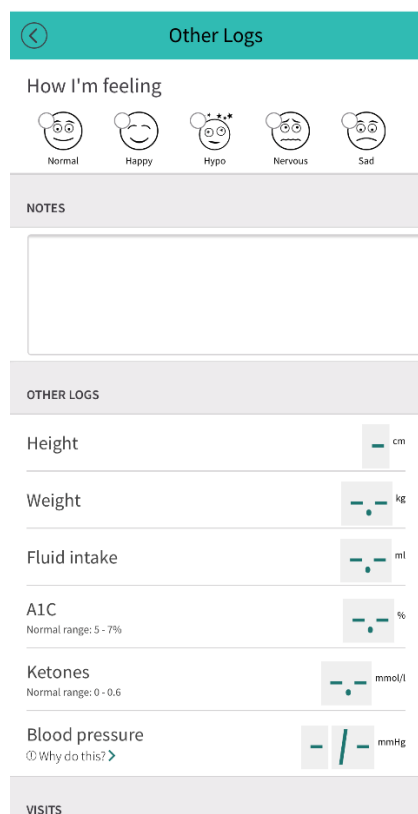 Other Logs
How I'm feeling
Normal Happy Hypo Nervous Sad
NOTES
OTHER LOGS
Height - cm
Weight -.- kg
Fluid intake -.- ml
A1C -.- %
Normal range: 5 - 7%
Ketones -.- mmol/l
Normal range: 0 - 0.6
Blood pressure - / - mmHg
ⓘ Why do this? >
VISITS